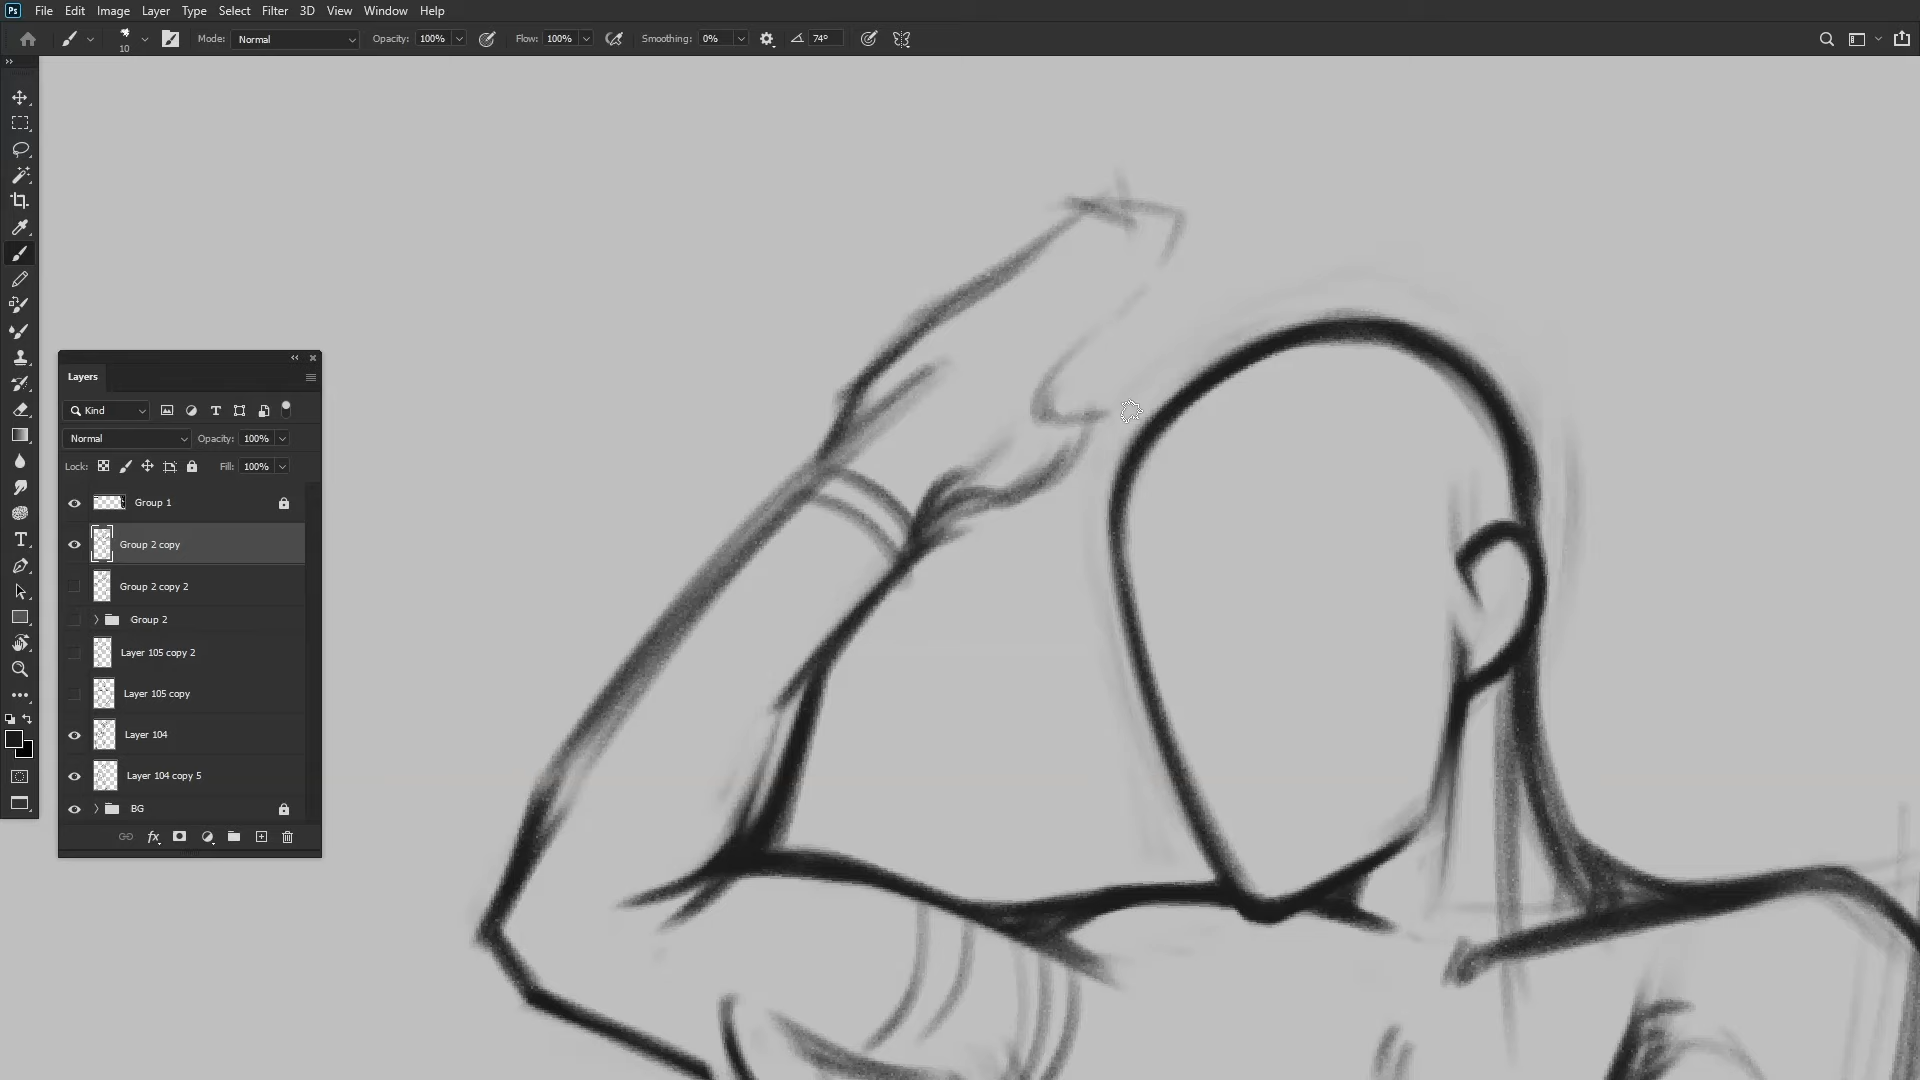 Ps File Edit Image Layer Type Select Filter 3D View Window Help
10 Mode: Normal Opacity: 100% Flow: 100% Smoothing: 0% 74°
Layers
Kind
Normal Opacity: 100%
Lock: Fill: 100%
Group 1
Group 2 copy
Group 2 copy 2
Group 2
Layer 105 copy 2
Layer 105 copy
Layer 104
Layer 104 copy 5
BG
fx